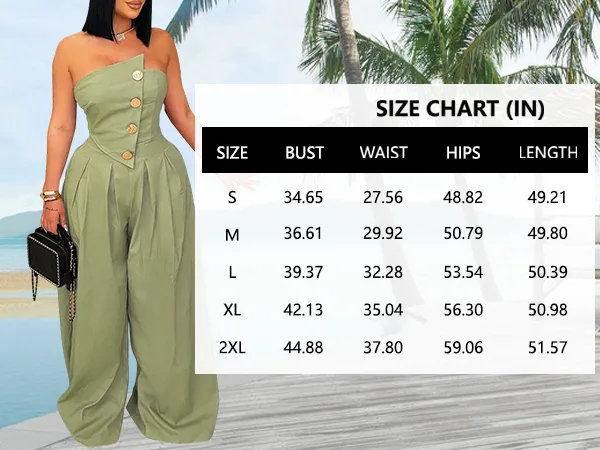 SIZE CHART (IN)
SIZE BUST WAIST HIPS LENGTH
S 34.65 27.56 48.82 49.21
M 36.61 29.92 50.79 49.80
L 39.37 32.28 53.54 50.39
XL 42.13 35.04 56.30 50.98
2XL 44.88 37.80 59.06 51.57